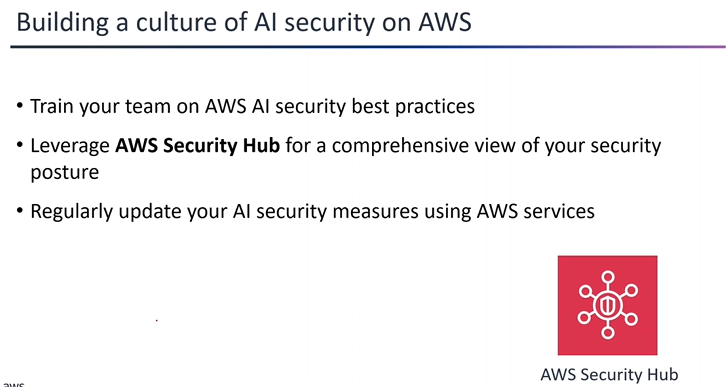 Building a culture of AI security on AWS
• Train your team on AWS AI security best practices
• Leverage AWS Security Hub for a comprehensive view of your security
posture
• Regularly update your AI security measures using AWS services
AWS Security Hub
aws